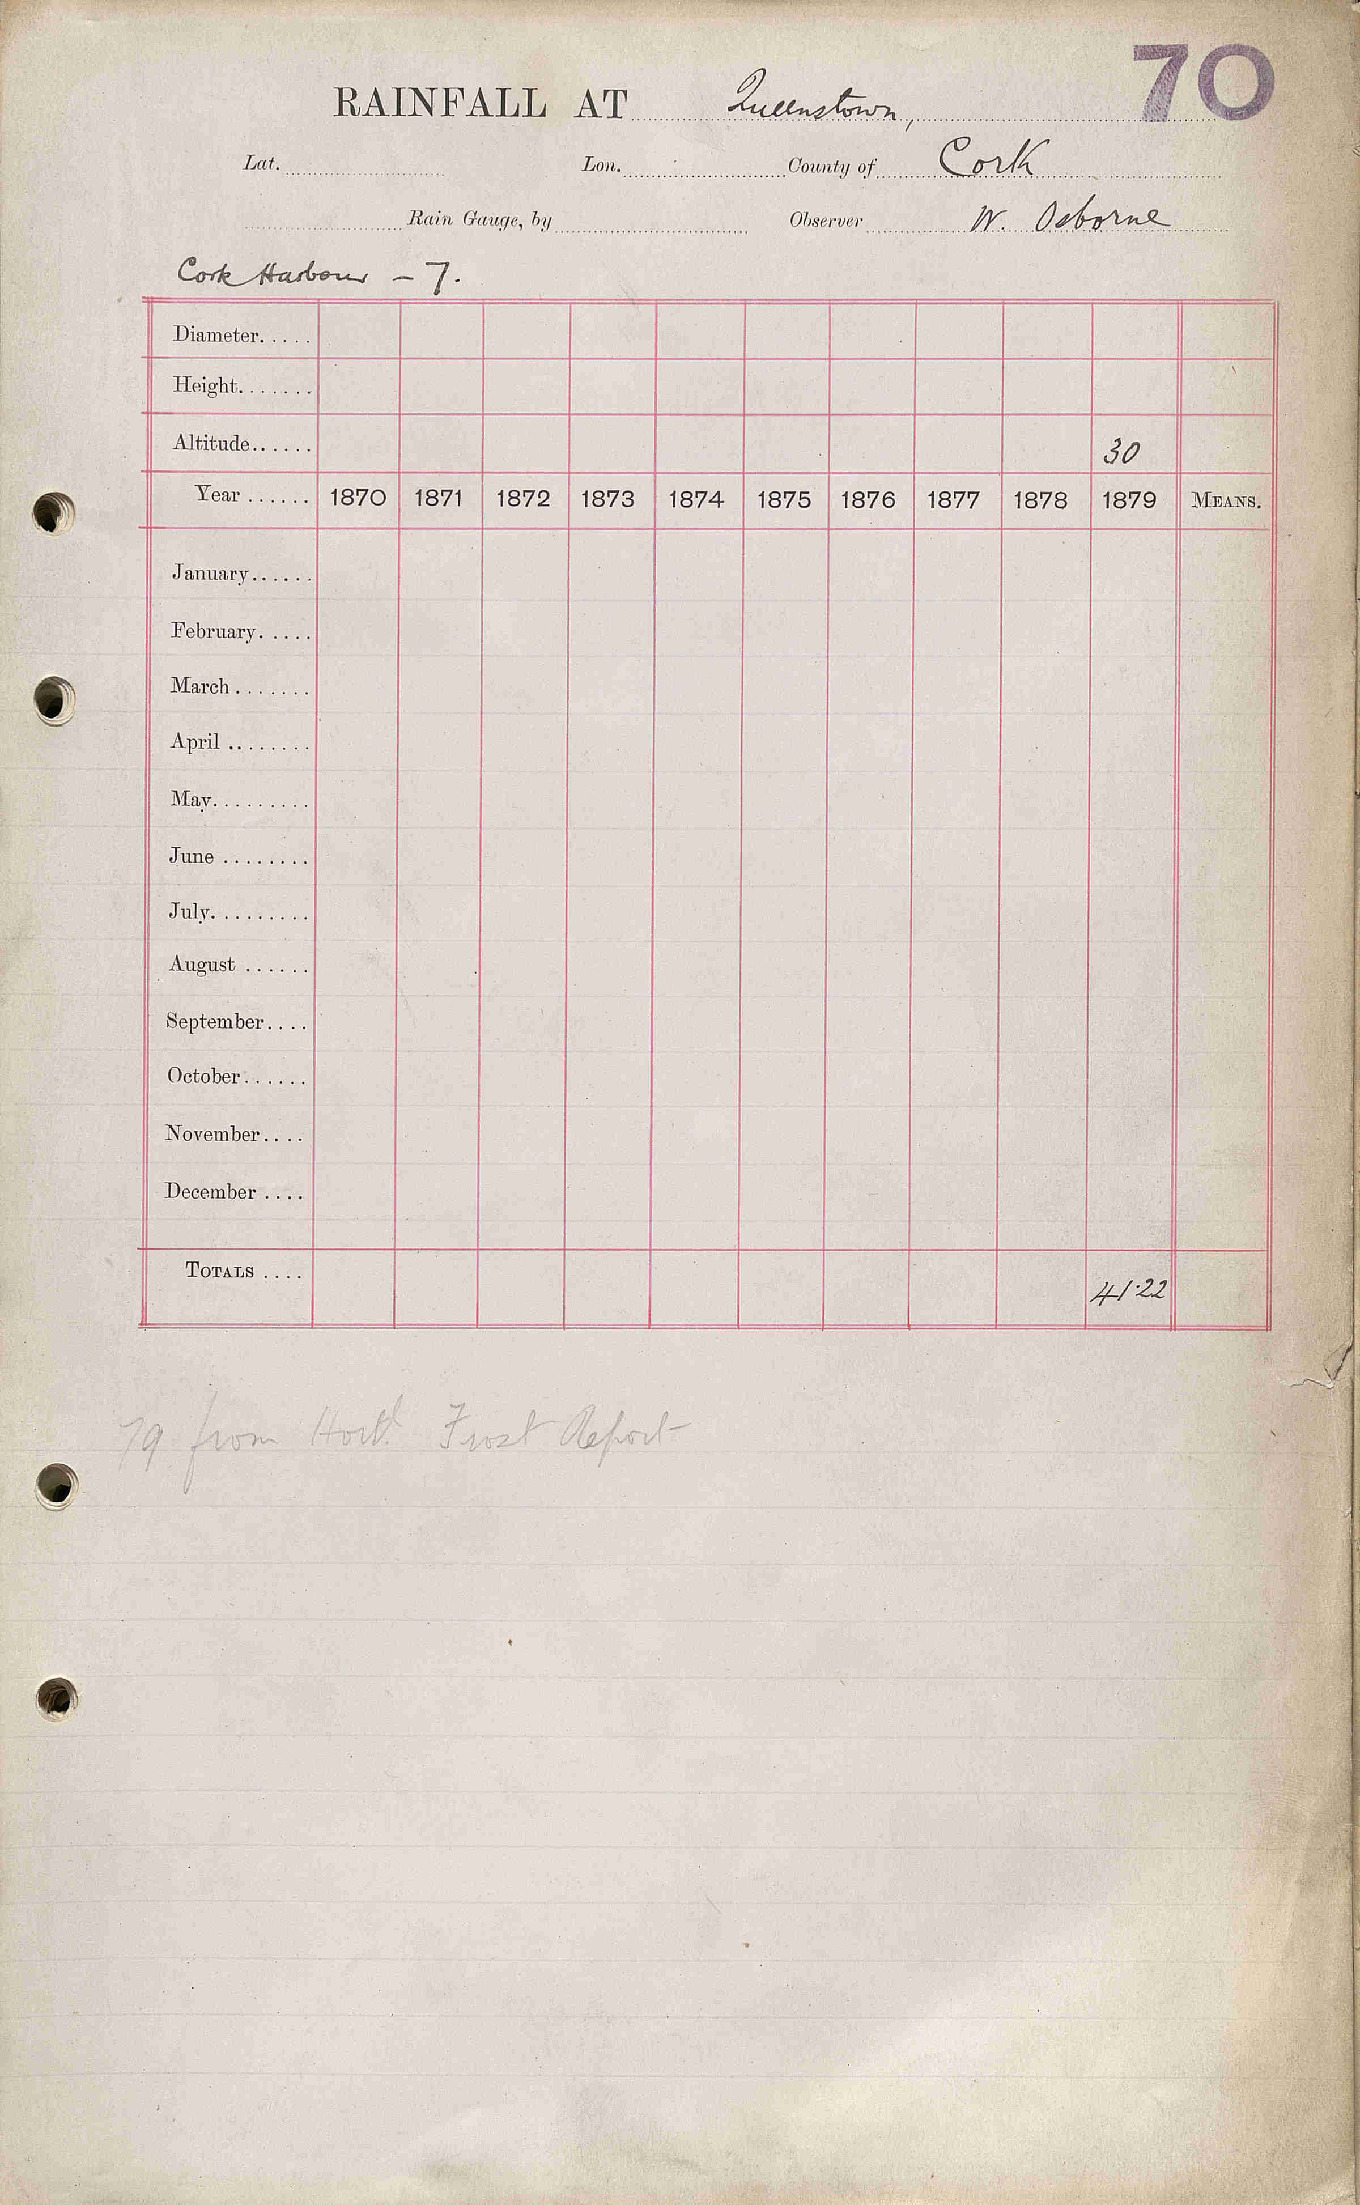 70
RAINFALL AT Queenstown,
Lat. Lon. County of Cork
Rain Gauge, by Observer W. Osborne
Cork Harbour – 7.
Diameter.....
Height.......
Altitude...... 30
Year ...... 1870 1871 1872 1873 1874 1875 1876 1877 1878 1879 MEANS.
January......
February.....
March .......
April ........
May.........
June ........
July.........
August ......
September....
October......
November....
December ....
TOTALS .... 41·22
79 from Hortl Frost Report